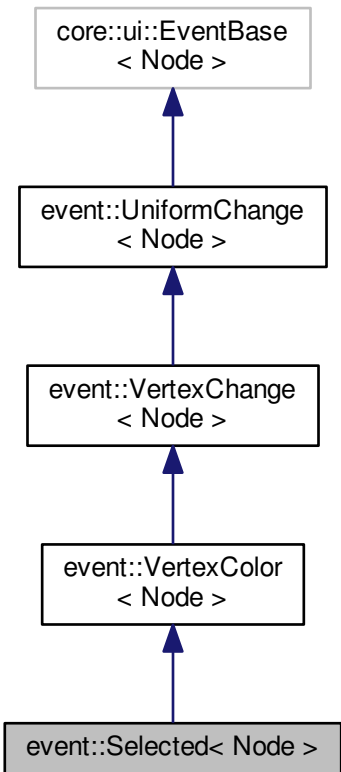 core::ui::EventBase
< Node >
event::UniformChange
< Node >
event::VertexChange
< Node >
event::VertexColor
< Node >
event::Selected< Node >